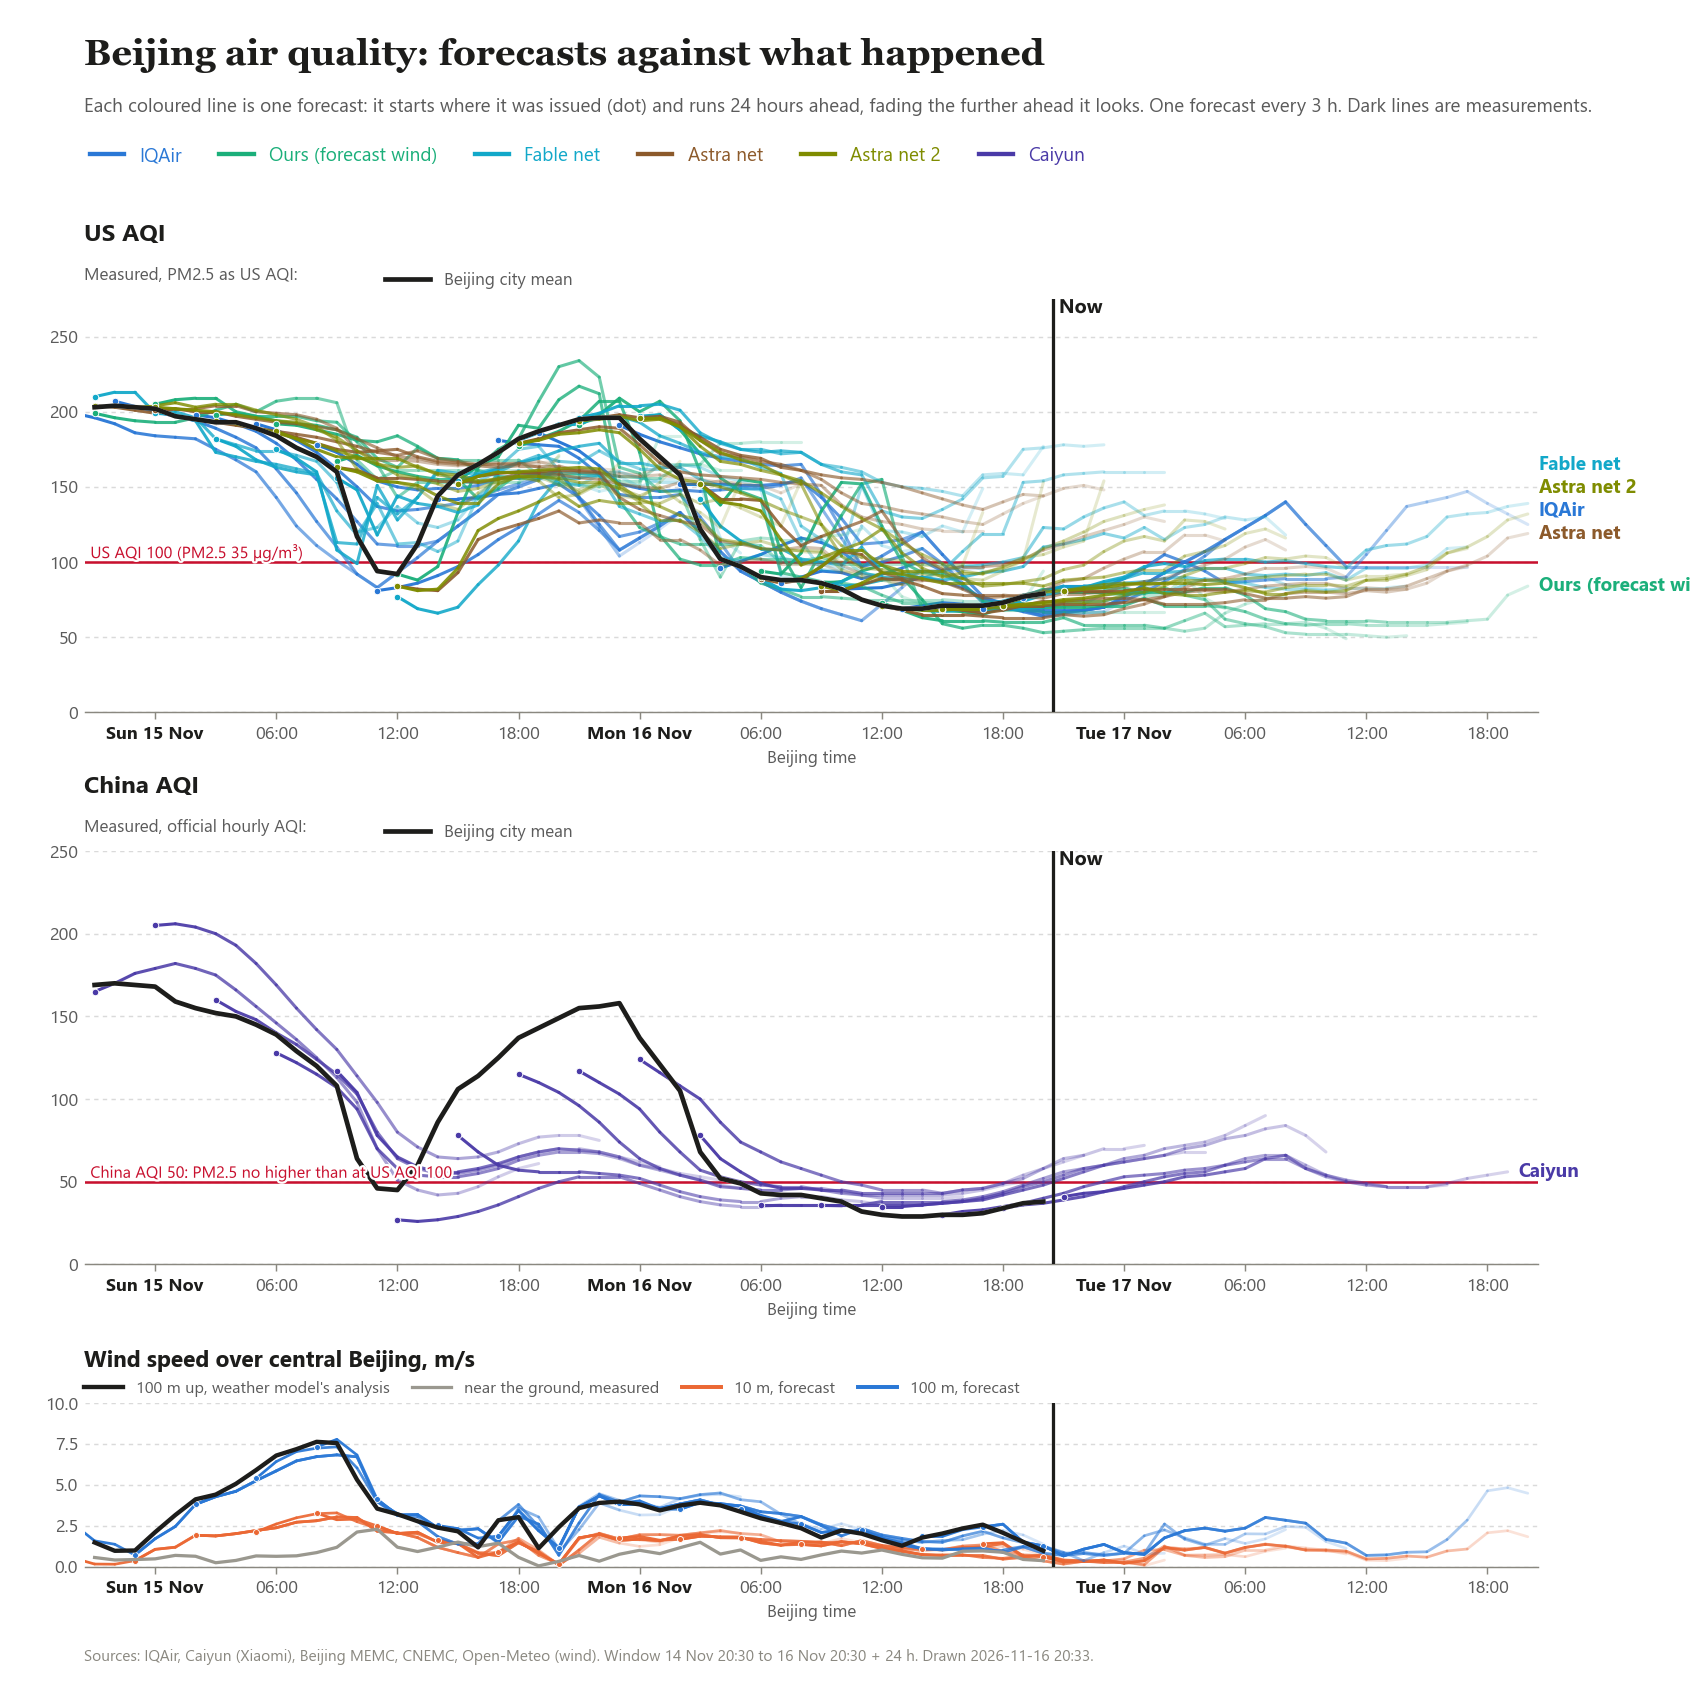 Beijing air quality: forecasts against what happened
Each coloured line is one forecast: it starts where it was issued (dot) and runs 24 hours ahead, fading the further ahead it looks. One forecast every 3 h. Dark lines are measurements.
IQAir Ours (forecast wind) Fable net Astra net Astra net 2 Caiyun
US AQI
Measured, PM2.5 as US AQI: Beijing city mean
Now
250
200
150
100
50
0
US AQI 100 (PM2.5 35 µg/m³)
Fable net
Astra net 2
IQAir
Astra net
Ours (forecast wi
Sun 15 Nov 06:00 12:00 18:00 Mon 16 Nov 06:00 12:00 18:00 Tue 17 Nov 06:00 12:00 18:00
Beijing time
China AQI
Measured, official hourly AQI: Beijing city mean
Now
250
200
150
100
50
0
China AQI 50: PM2.5 no higher than at US AQI 100
Caiyun
Sun 15 Nov 06:00 12:00 18:00 Mon 16 Nov 06:00 12:00 18:00 Tue 17 Nov 06:00 12:00 18:00
Beijing time
Wind speed over central Beijing, m/s
100 m up, weather model's analysis near the ground, measured 10 m, forecast 100 m, forecast
10.0
7.5
5.0
2.5
0.0
Sun 15 Nov 06:00 12:00 18:00 Mon 16 Nov 06:00 12:00 18:00 Tue 17 Nov 06:00 12:00 18:00
Beijing time
Sources: IQAir, Caiyun (Xiaomi), Beijing MEMC, CNEMC, Open-Meteo (wind). Window 14 Nov 20:30 to 16 Nov 20:30 + 24 h. Drawn 2026-11-16 20:33.